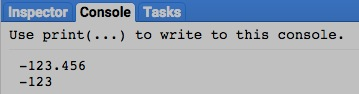 Inspector Console Tasks
Use print(...) to write to this console.
-123.456
-123